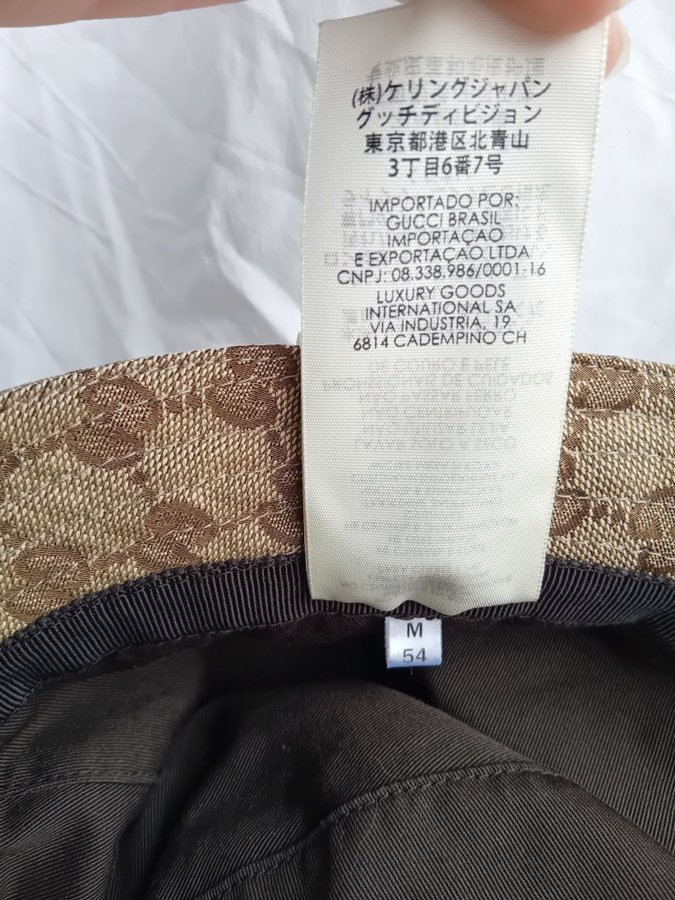 (株)ケリングジャパン
グッチディビジョン
東京都港区北青山
3丁目6番7号
IMPORTADO POR:
GUCCI BRASIL
IMPORTAÇAO
E EXPORTAÇAO LTDA
CNPJ: 08.338.986/0001-16
LUXURY GOODS
INTERNATIONAL SA
VIA INDUSTRIA, 19
6814 CADEMPINO CH
M
54